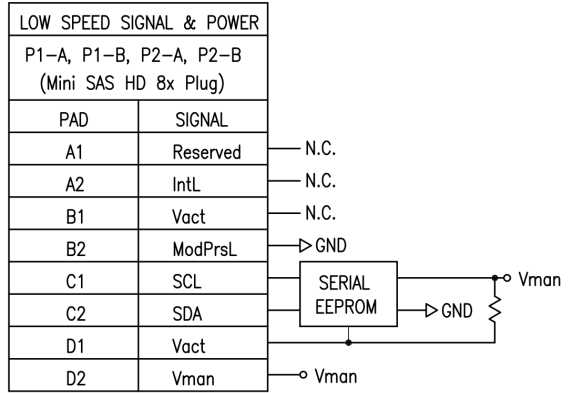 LOW SPEED SIGNAL & POWER
P1-A, P1-B, P2-A, P2-B
(Mini SAS HD 8x Plug)
PAD SIGNAL
A1 Reserved N.C.
A2 IntL N.C.
B1 Vact N.C.
B2 ModPrsL GND
C1 SCL SERIAL Vman
C2 SDA EEPROM GND
D1 Vact
D2 Vman Vman